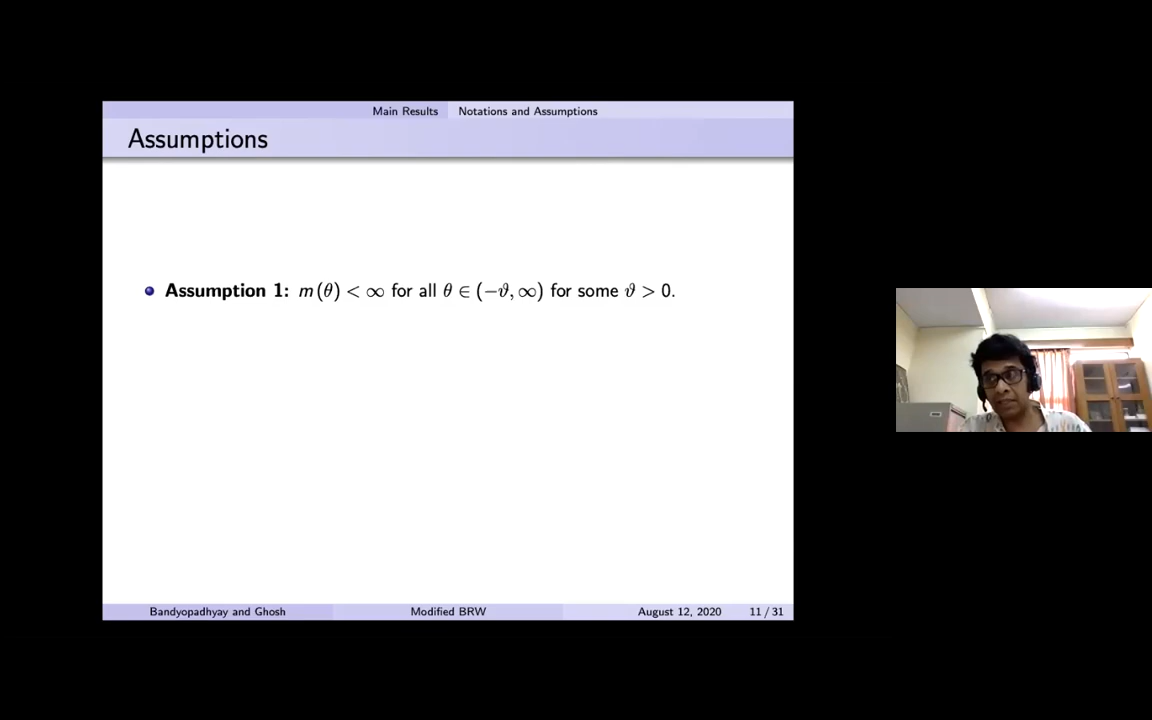 Main Results Notations and Assumptions
Assumptions
Assumption 1: m(θ) < ∞ for all θ ∈ (−ϑ, ∞) for some ϑ > 0.
Bandyopadhyay and Ghosh Modified BRW August 12, 2020 11 / 31